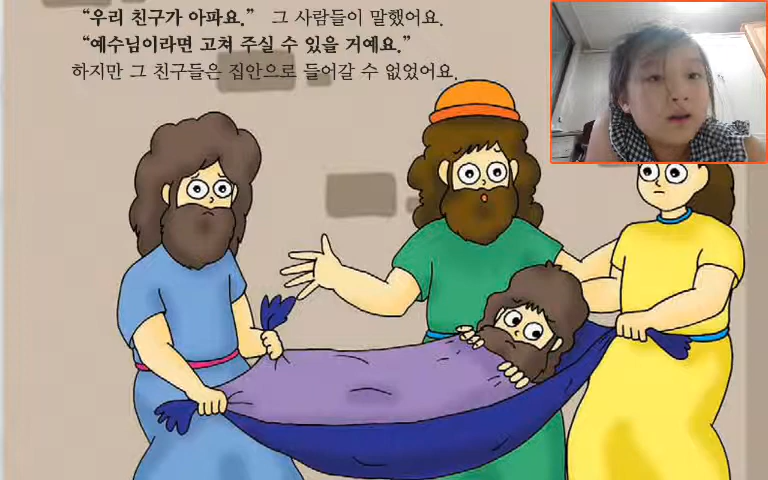 “우리 친구가 아파요.” 그 사람들이 말했어요.
“예수님이라면 고쳐 주실 수 있을 거예요.”
하지만 그 친구들은 집안으로 들어갈 수 없었어요.